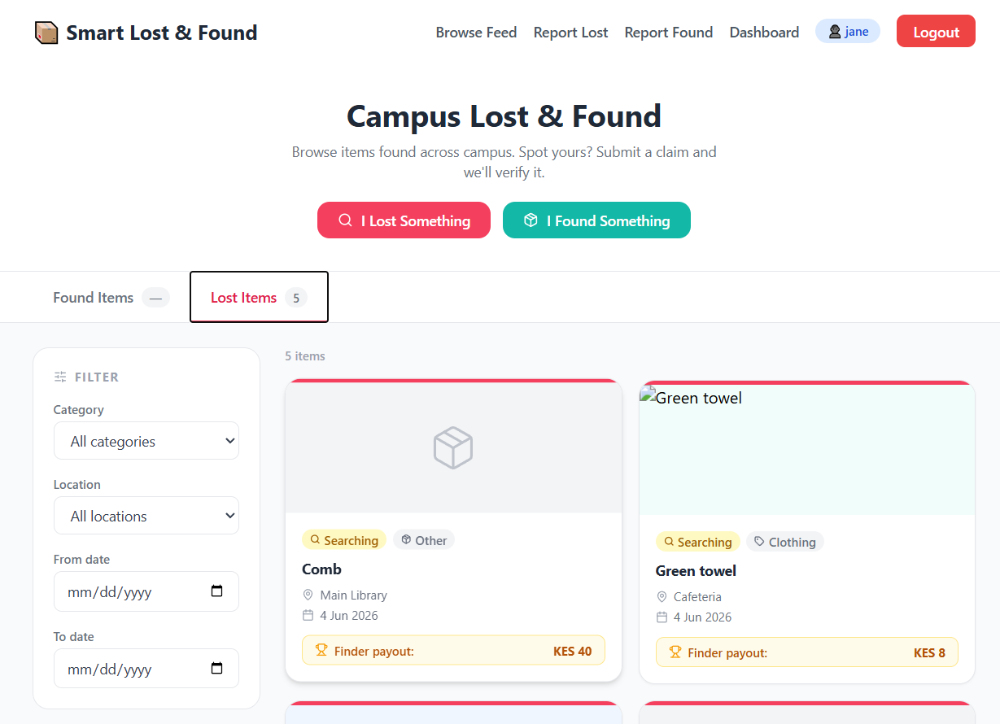 Smart Lost & Found
Browse Feed
Report Lost
Report Found
Dashboard
jane
Logout
Campus Lost & Found
Browse items found across campus. Spot yours? Submit a claim and
we'll verify it.
I Lost Something
I Found Something
Found Items —
Lost Items 5
FILTER
Category
All categories
Location
All locations
From date
mm/dd/yyyy
To date
mm/dd/yyyy
5 items
Searching
Other
Comb
Main Library
4 Jun 2026
Finder payout: KES 40
Green towel
Searching
Clothing
Green towel
Cafeteria
4 Jun 2026
Finder payout: KES 8